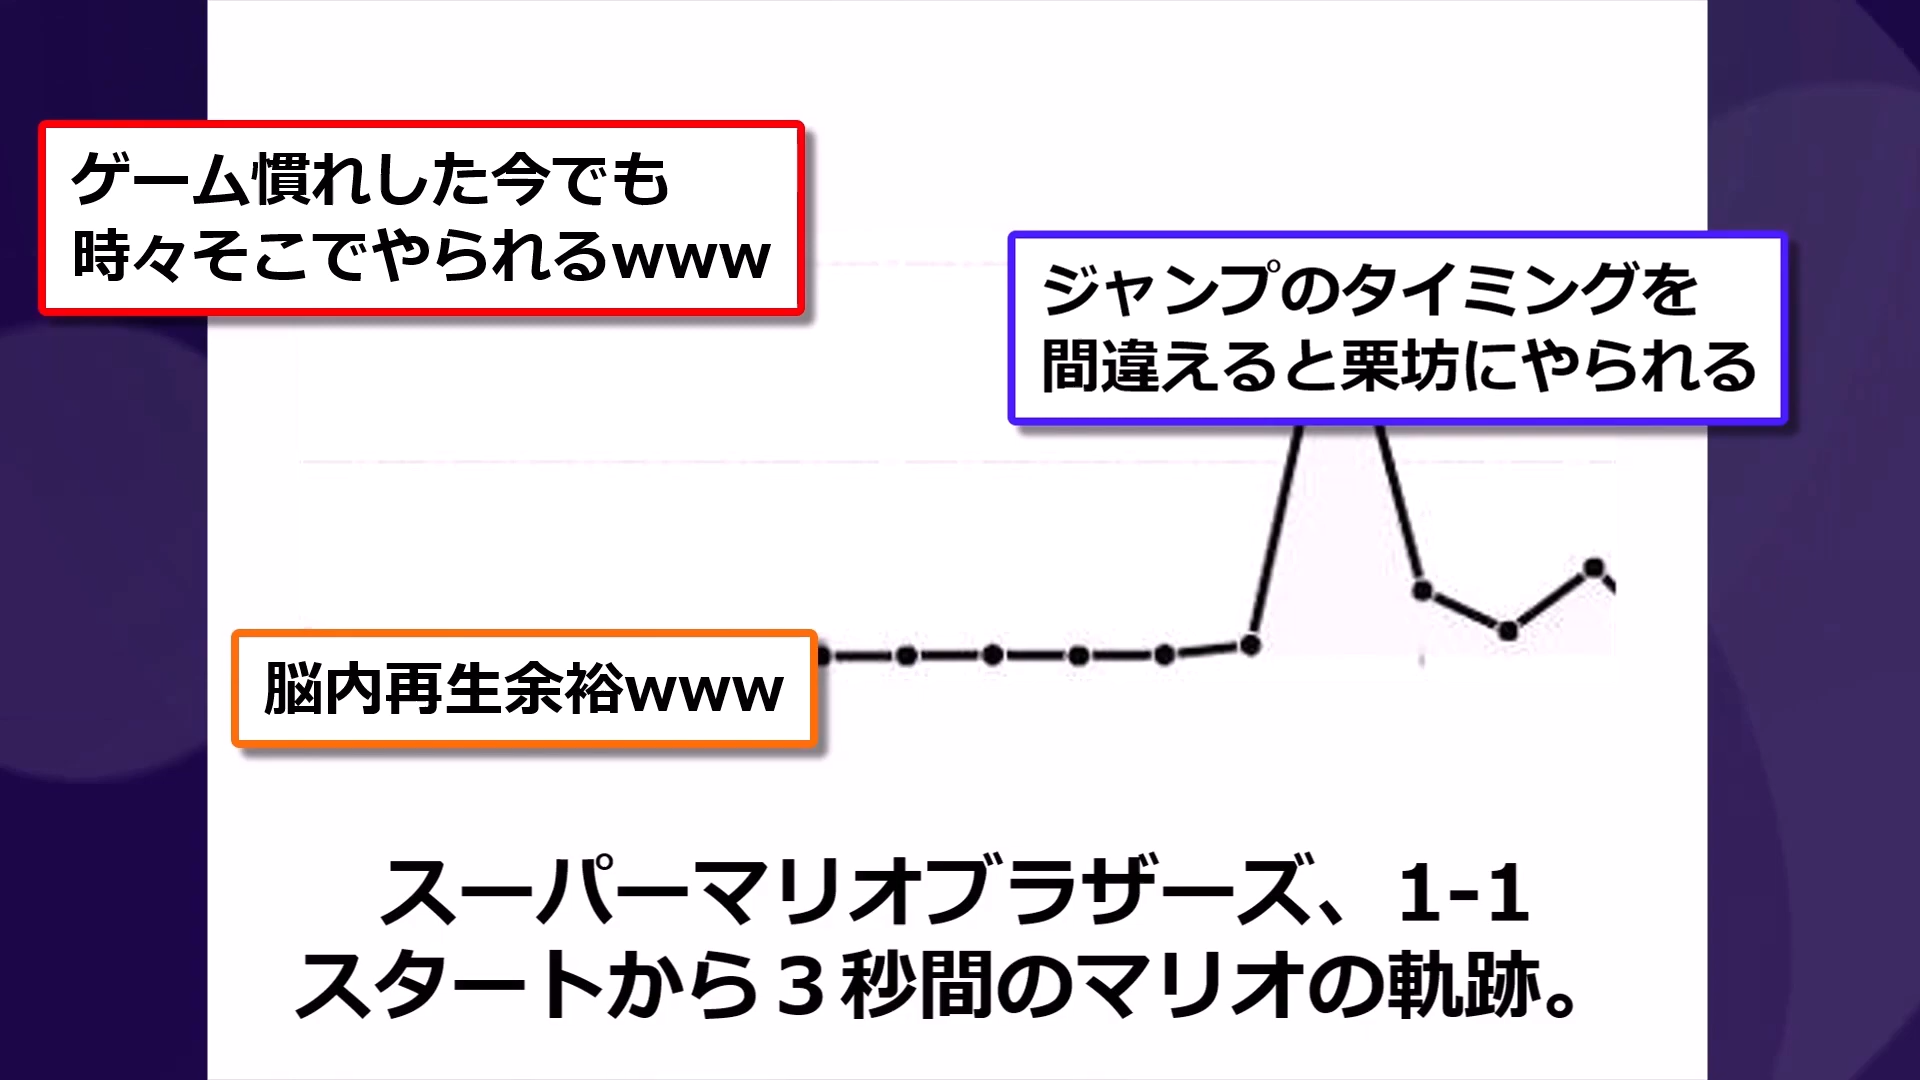 ゲーム慣れした今でも
時々そこでやられるwww
ジャンプのタイミングを
間違えると栗坊にやられる
脳内再生余裕www
スーパーマリオブラザーズ、1-1
スタートから３秒間のマリオの軌跡。